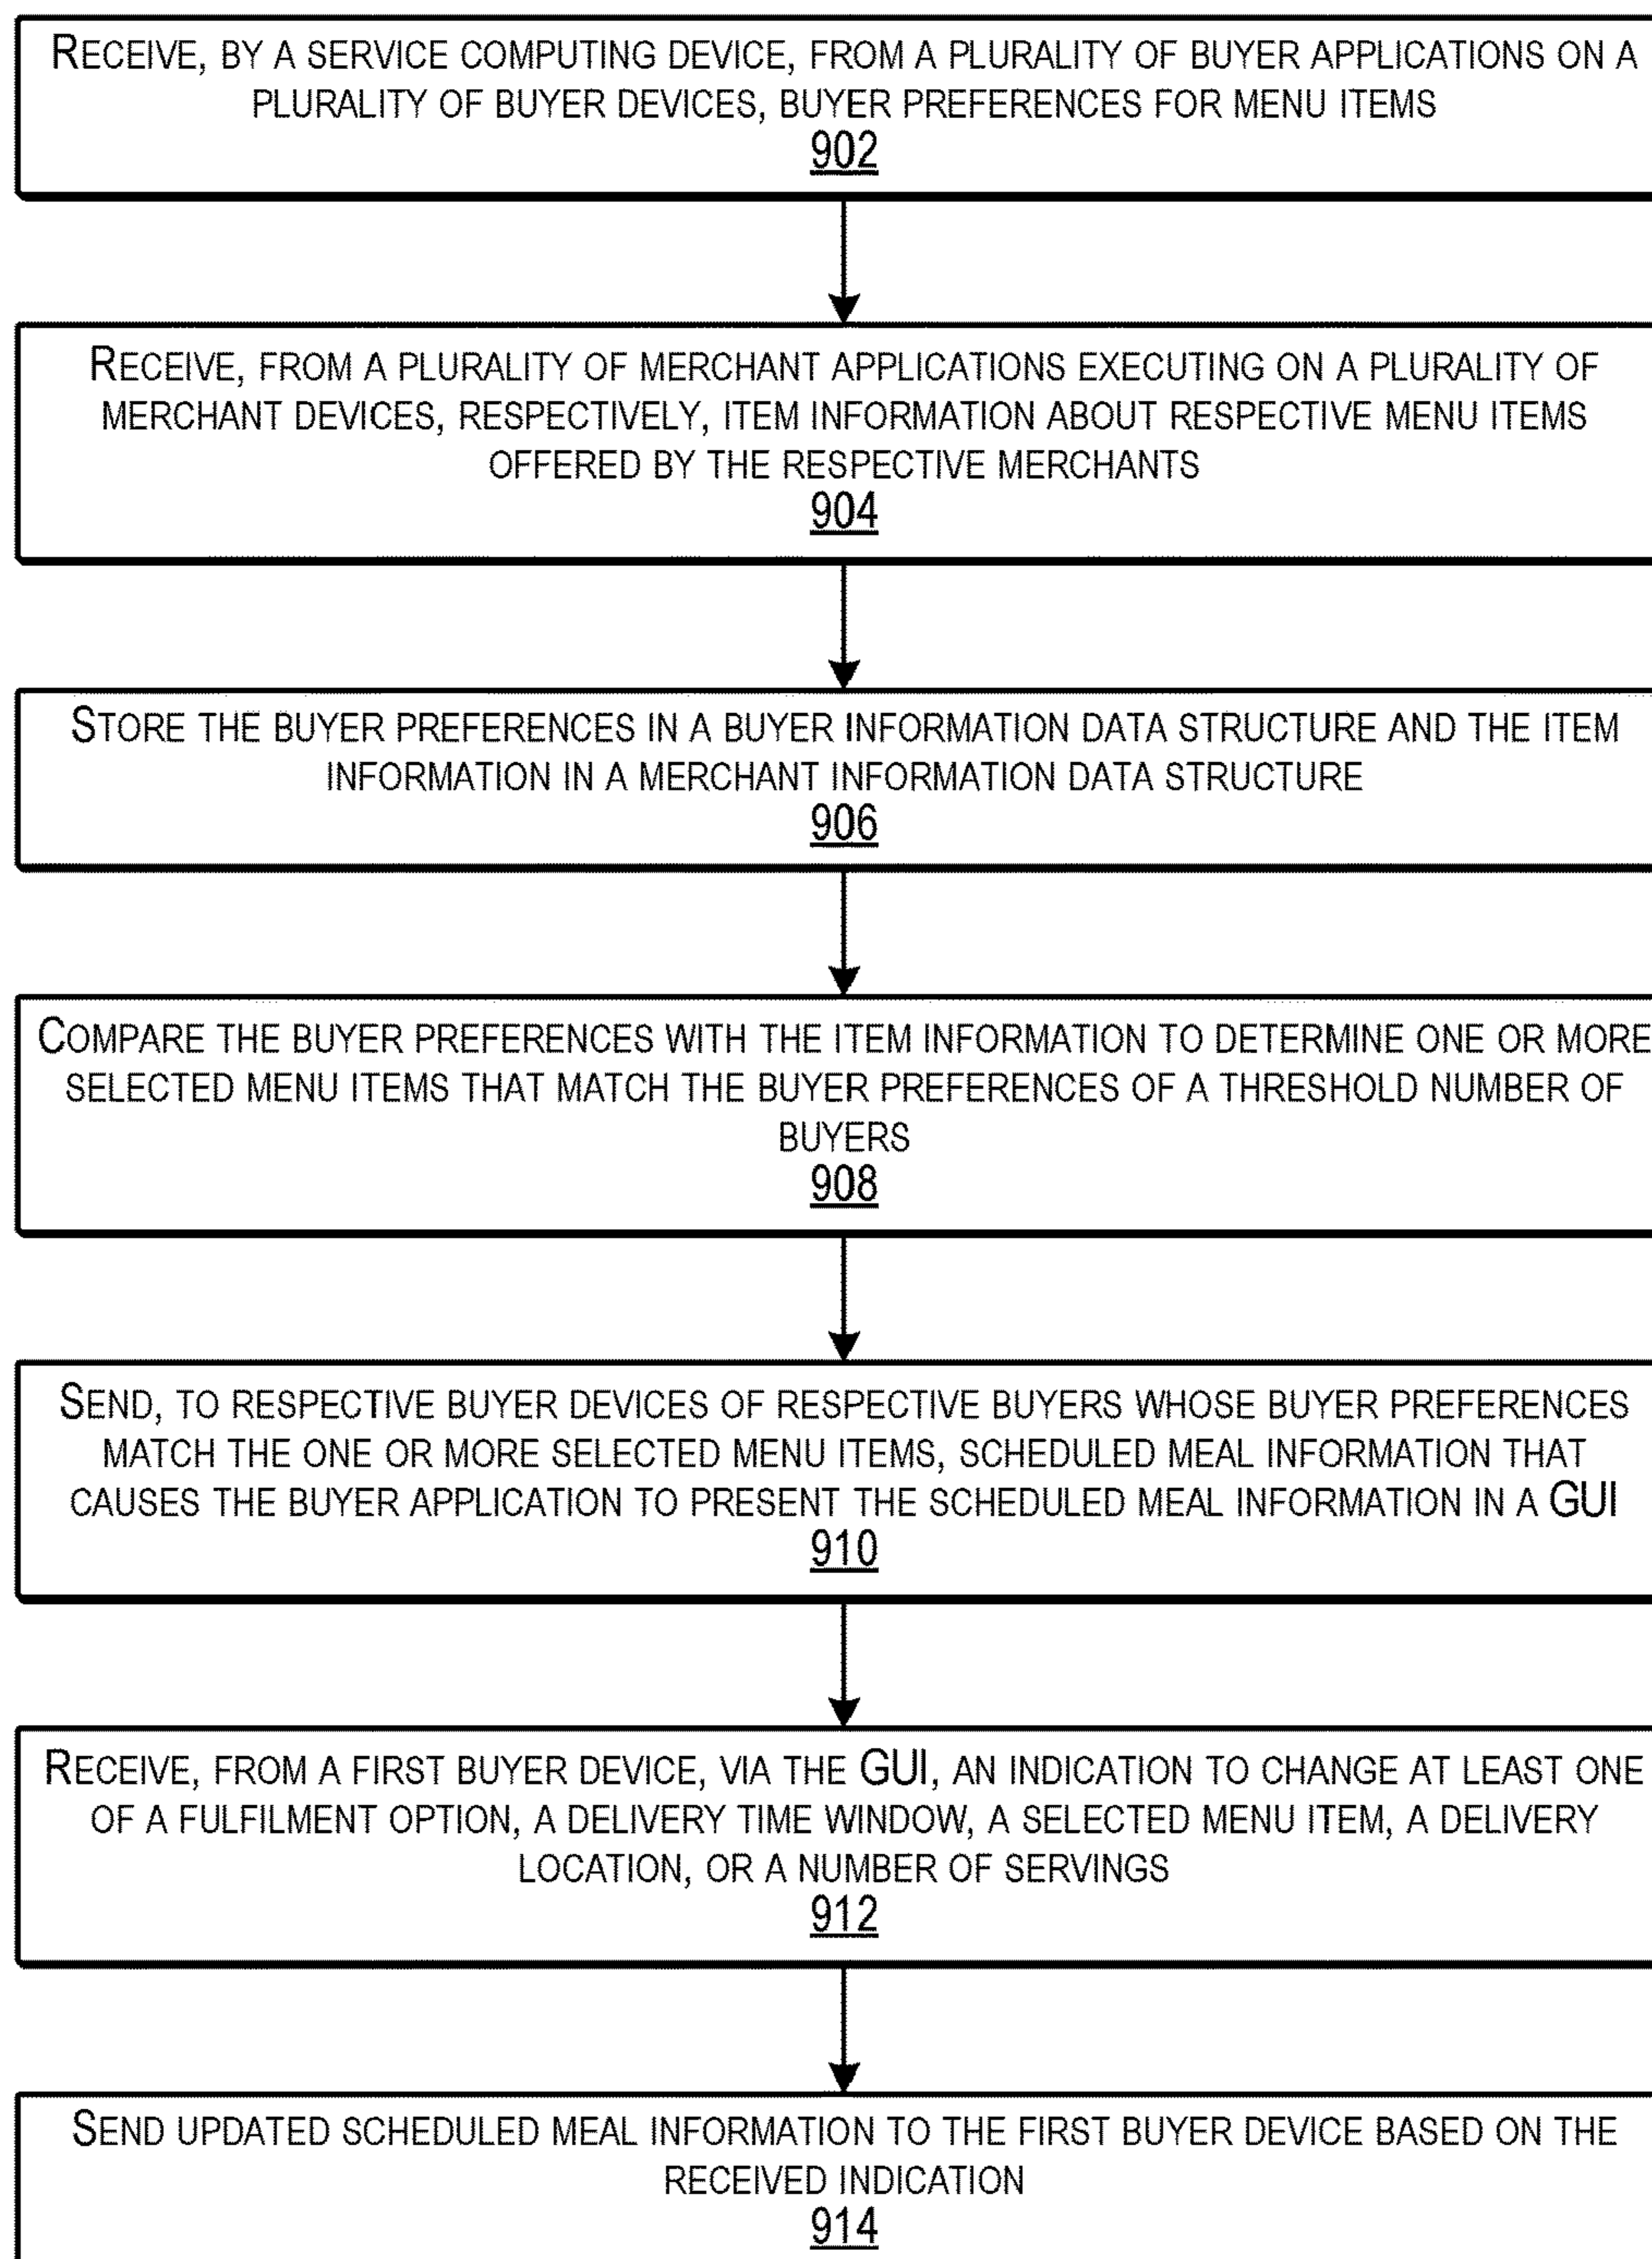 RECEIVE, BY A SERVICE COMPUTING DEVICE, FROM A PLURALITY OF BUYER APPLICATIONS ON A
PLURALITY OF BUYER DEVICES, BUYER PREFERENCES FOR MENU ITEMS
902
RECEIVE, FROM A PLURALITY OF MERCHANT APPLICATIONS EXECUTING ON A PLURALITY OF
MERCHANT DEVICES, RESPECTIVELY, ITEM INFORMATION ABOUT RESPECTIVE MENU ITEMS
OFFERED BY THE RESPECTIVE MERCHANTS
904
STORE THE BUYER PREFERENCES IN A BUYER INFORMATION DATA STRUCTURE AND THE ITEM
INFORMATION IN A MERCHANT INFORMATION DATA STRUCTURE
906
COMPARE THE BUYER PREFERENCES WITH THE ITEM INFORMATION TO DETERMINE ONE OR MORE
SELECTED MENU ITEMS THAT MATCH THE BUYER PREFERENCES OF A THRESHOLD NUMBER OF
BUYERS
908
SEND, TO RESPECTIVE BUYER DEVICES OF RESPECTIVE BUYERS WHOSE BUYER PREFERENCES
MATCH THE ONE OR MORE SELECTED MENU ITEMS, SCHEDULED MEAL INFORMATION THAT
CAUSES THE BUYER APPLICATION TO PRESENT THE SCHEDULED MEAL INFORMATION IN A GUI
910
RECEIVE, FROM A FIRST BUYER DEVICE, VIA THE GUI, AN INDICATION TO CHANGE AT LEAST ONE
OF A FULFILMENT OPTION, A DELIVERY TIME WINDOW, A SELECTED MENU ITEM, A DELIVERY
LOCATION, OR A NUMBER OF SERVINGS
912
SEND UPDATED SCHEDULED MEAL INFORMATION TO THE FIRST BUYER DEVICE BASED ON THE
RECEIVED INDICATION
914